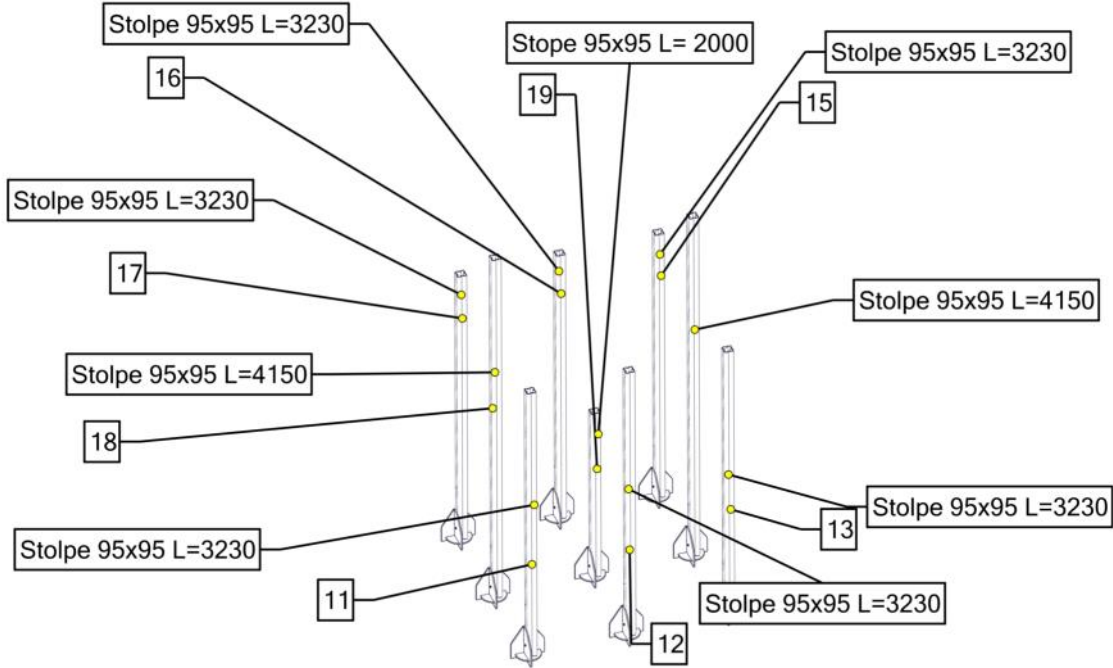 Stolpe 95x95 L=3230
Stope 95x95 L= 2000
Stolpe 95x95 L=3230
16
19
15
Stolpe 95x95 L=3230
17
Stolpe 95x95 L=4150
Stolpe 95x95 L=4150
18
Stolpe 95x95 L=3230
13
Stolpe 95x95 L=3230
11
Stolpe 95x95 L=3230
12